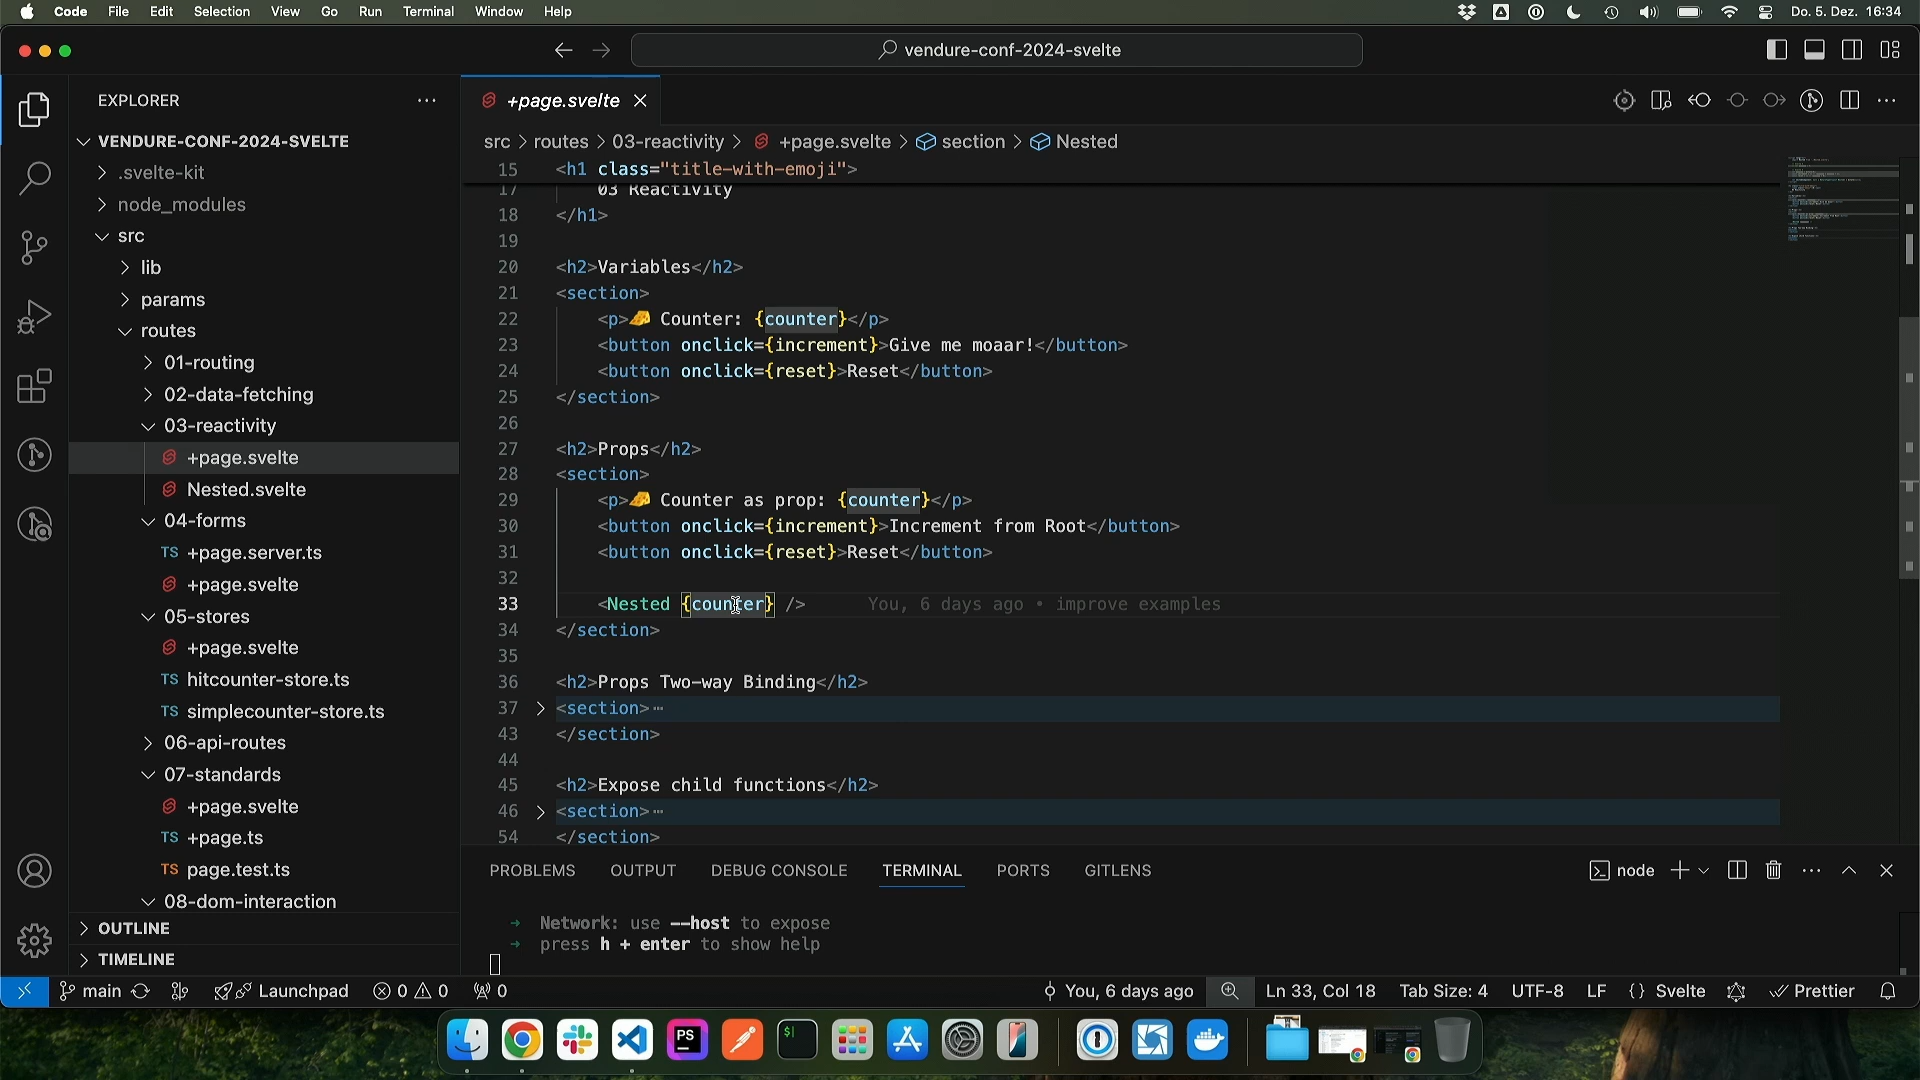 Code File Edit Selection View Go Run Terminal Window Help Do. 5. Dez. 16:34
vendure-conf-2024-svelte
EXPLORER
+page.svelte
VENDURE-CONF-2024-SVELTE
src > routes > 03-reactivity > +page.svelte > section > Nested
.svelte-kit
node_modules
src
lib
params
routes
01-routing
02-data-fetching
03-reactivity
+page.svelte
Nested.svelte
04-forms
TS +page.server.ts
+page.svelte
05-stores
+page.svelte
TS hitcounter-store.ts
TS simplecounter-store.ts
06-api-routes
07-standards
+page.svelte
TS +page.ts
TS page.test.ts
08-dom-interaction
OUTLINE
TIMELINE
15 <h1 class="title-with-emoji">
17 03 Reactivity
18 </h1>
19
20 <h2>Variables</h2>
21 <section>
22 <p>🧀 Counter: {counter}</p>
23 <button onclick={increment}>Give me moaar!</button>
24 <button onclick={reset}>Reset</button>
25 </section>
26
27 <h2>Props</h2>
28 <section>
29 <p>🧀 Counter as prop: {counter}</p>
30 <button onclick={increment}>Increment from Root</button>
31 <button onclick={reset}>Reset</button>
32
33 <Nested {counter} /> You, 6 days ago • improve examples
34 </section>
35
36 <h2>Props Two-way Binding</h2>
37 <section>⋯
43 </section>
44
45 <h2>Expose child functions</h2>
46 <section>⋯
54 </section>
PROBLEMS OUTPUT DEBUG CONSOLE TERMINAL PORTS GITLENS node
➜ Network: use --host to expose
➜ press h + enter to show help
main Launchpad 0 0 0 You, 6 days ago Ln 33, Col 18 Tab Size: 4 UTF-8 LF {} Svelte Prettier
PS $